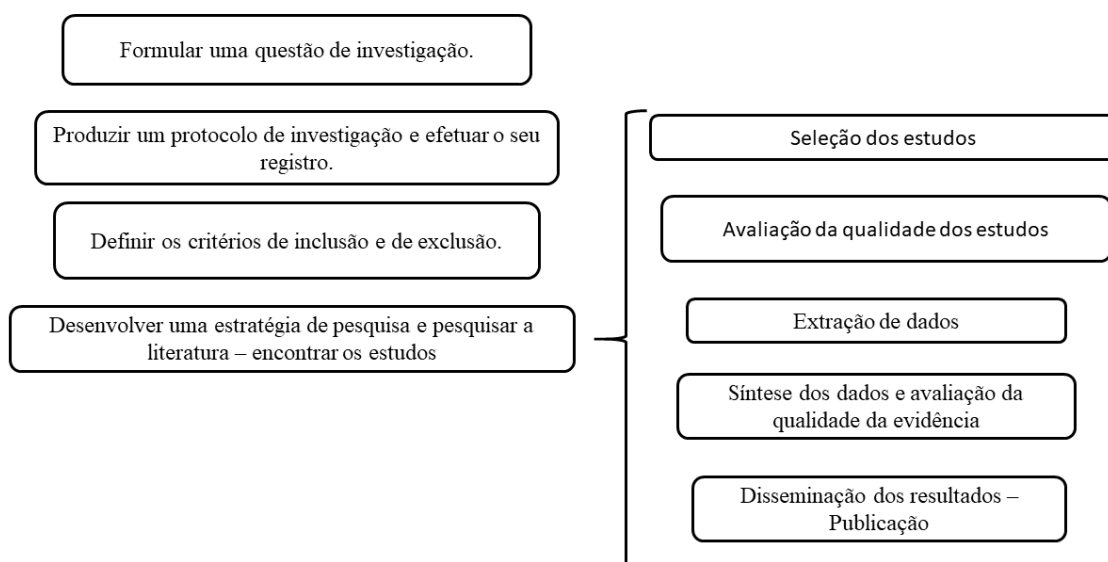 Formular uma questão de investigação.
Produzir um protocolo de investigação e efetuar o seu
registro.
Definir os critérios de inclusão e de exclusão.
Desenvolver uma estratégia de pesquisa e pesquisar a
literatura – encontrar os estudos
Seleção dos estudos
Avaliação da qualidade dos estudos
Extração de dados
Síntese dos dados e avaliação da
qualidade da evidência
Disseminação dos resultados –
Publicação